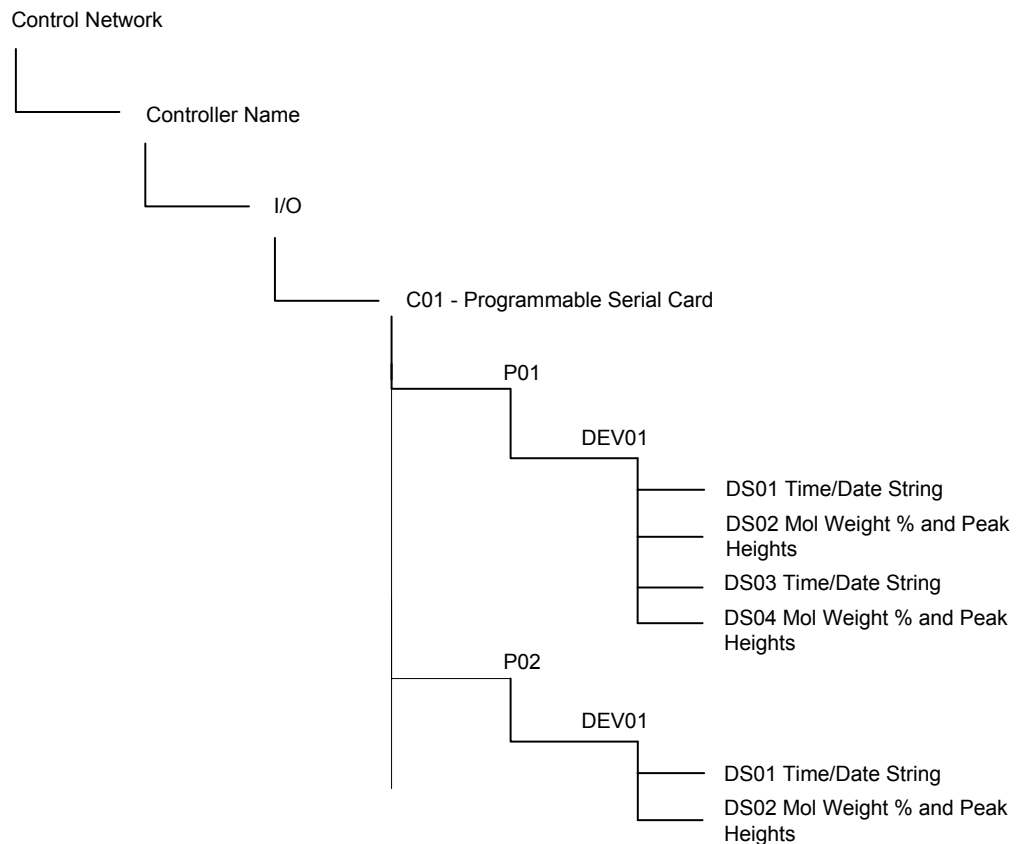 Control Network
Controller Name
I/O
C01 - Programmable Serial Card
P01
DEV01
DS01 Time/Date String
DS02 Mol Weight % and Peak
Heights
DS03 Time/Date String
DS04 Mol Weight % and Peak
Heights
P02
DEV01
DS01 Time/Date String
DS02 Mol Weight % and Peak
Heights